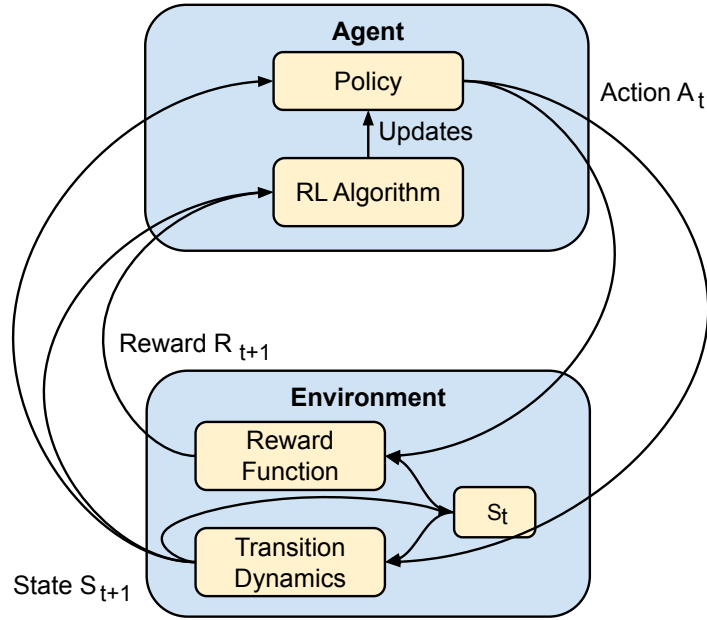 Agent
Policy
Action A t
Updates
RL Algorithm
Reward R t+1
Environment
Reward
Function
St
Transition
Dynamics
State S t+1